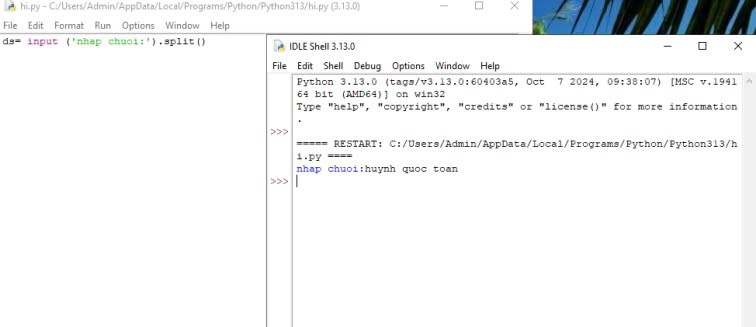 hi.py - C:/Users/Admin/AppData/Local/Programs/Python/Python313/hi.py (3.13.0)
File Edit Format Run Options Window Help
ds= input ('nhap chuoi:').split()
IDLE Shell 3.13.0
File Edit Shell Debug Options Window Help
Python 3.13.0 (tags/v3.13.0:60403a5, Oct  7 2024, 09:38:07) [MSC v.1941
64 bit (AMD64)] on win32
Type "help", "copyright", "credits" or "license()" for more information
.
>>>
===== RESTART: C:/Users/Admin/AppData/Local/Programs/Python/Python313/h
i.py ====
nhap chuoi:huynh quoc toan
>>>